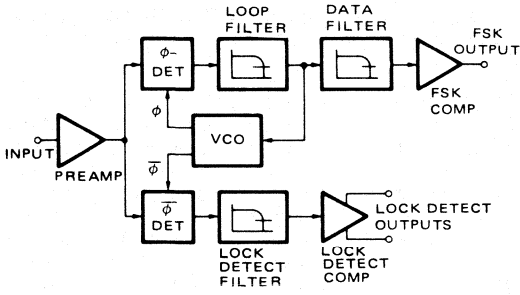 LOOP
FILTER
DATA
FILTER
FSK
OUTPUT
ϕ-
DET
FSK
COMP
ϕ
VCO
INPUT
PREAMP
ϕ̅
ϕ̅
DET
LOCK DETECT
OUTPUTS
LOCK
DETECT
FILTER
LOCK
DETECT
COMP